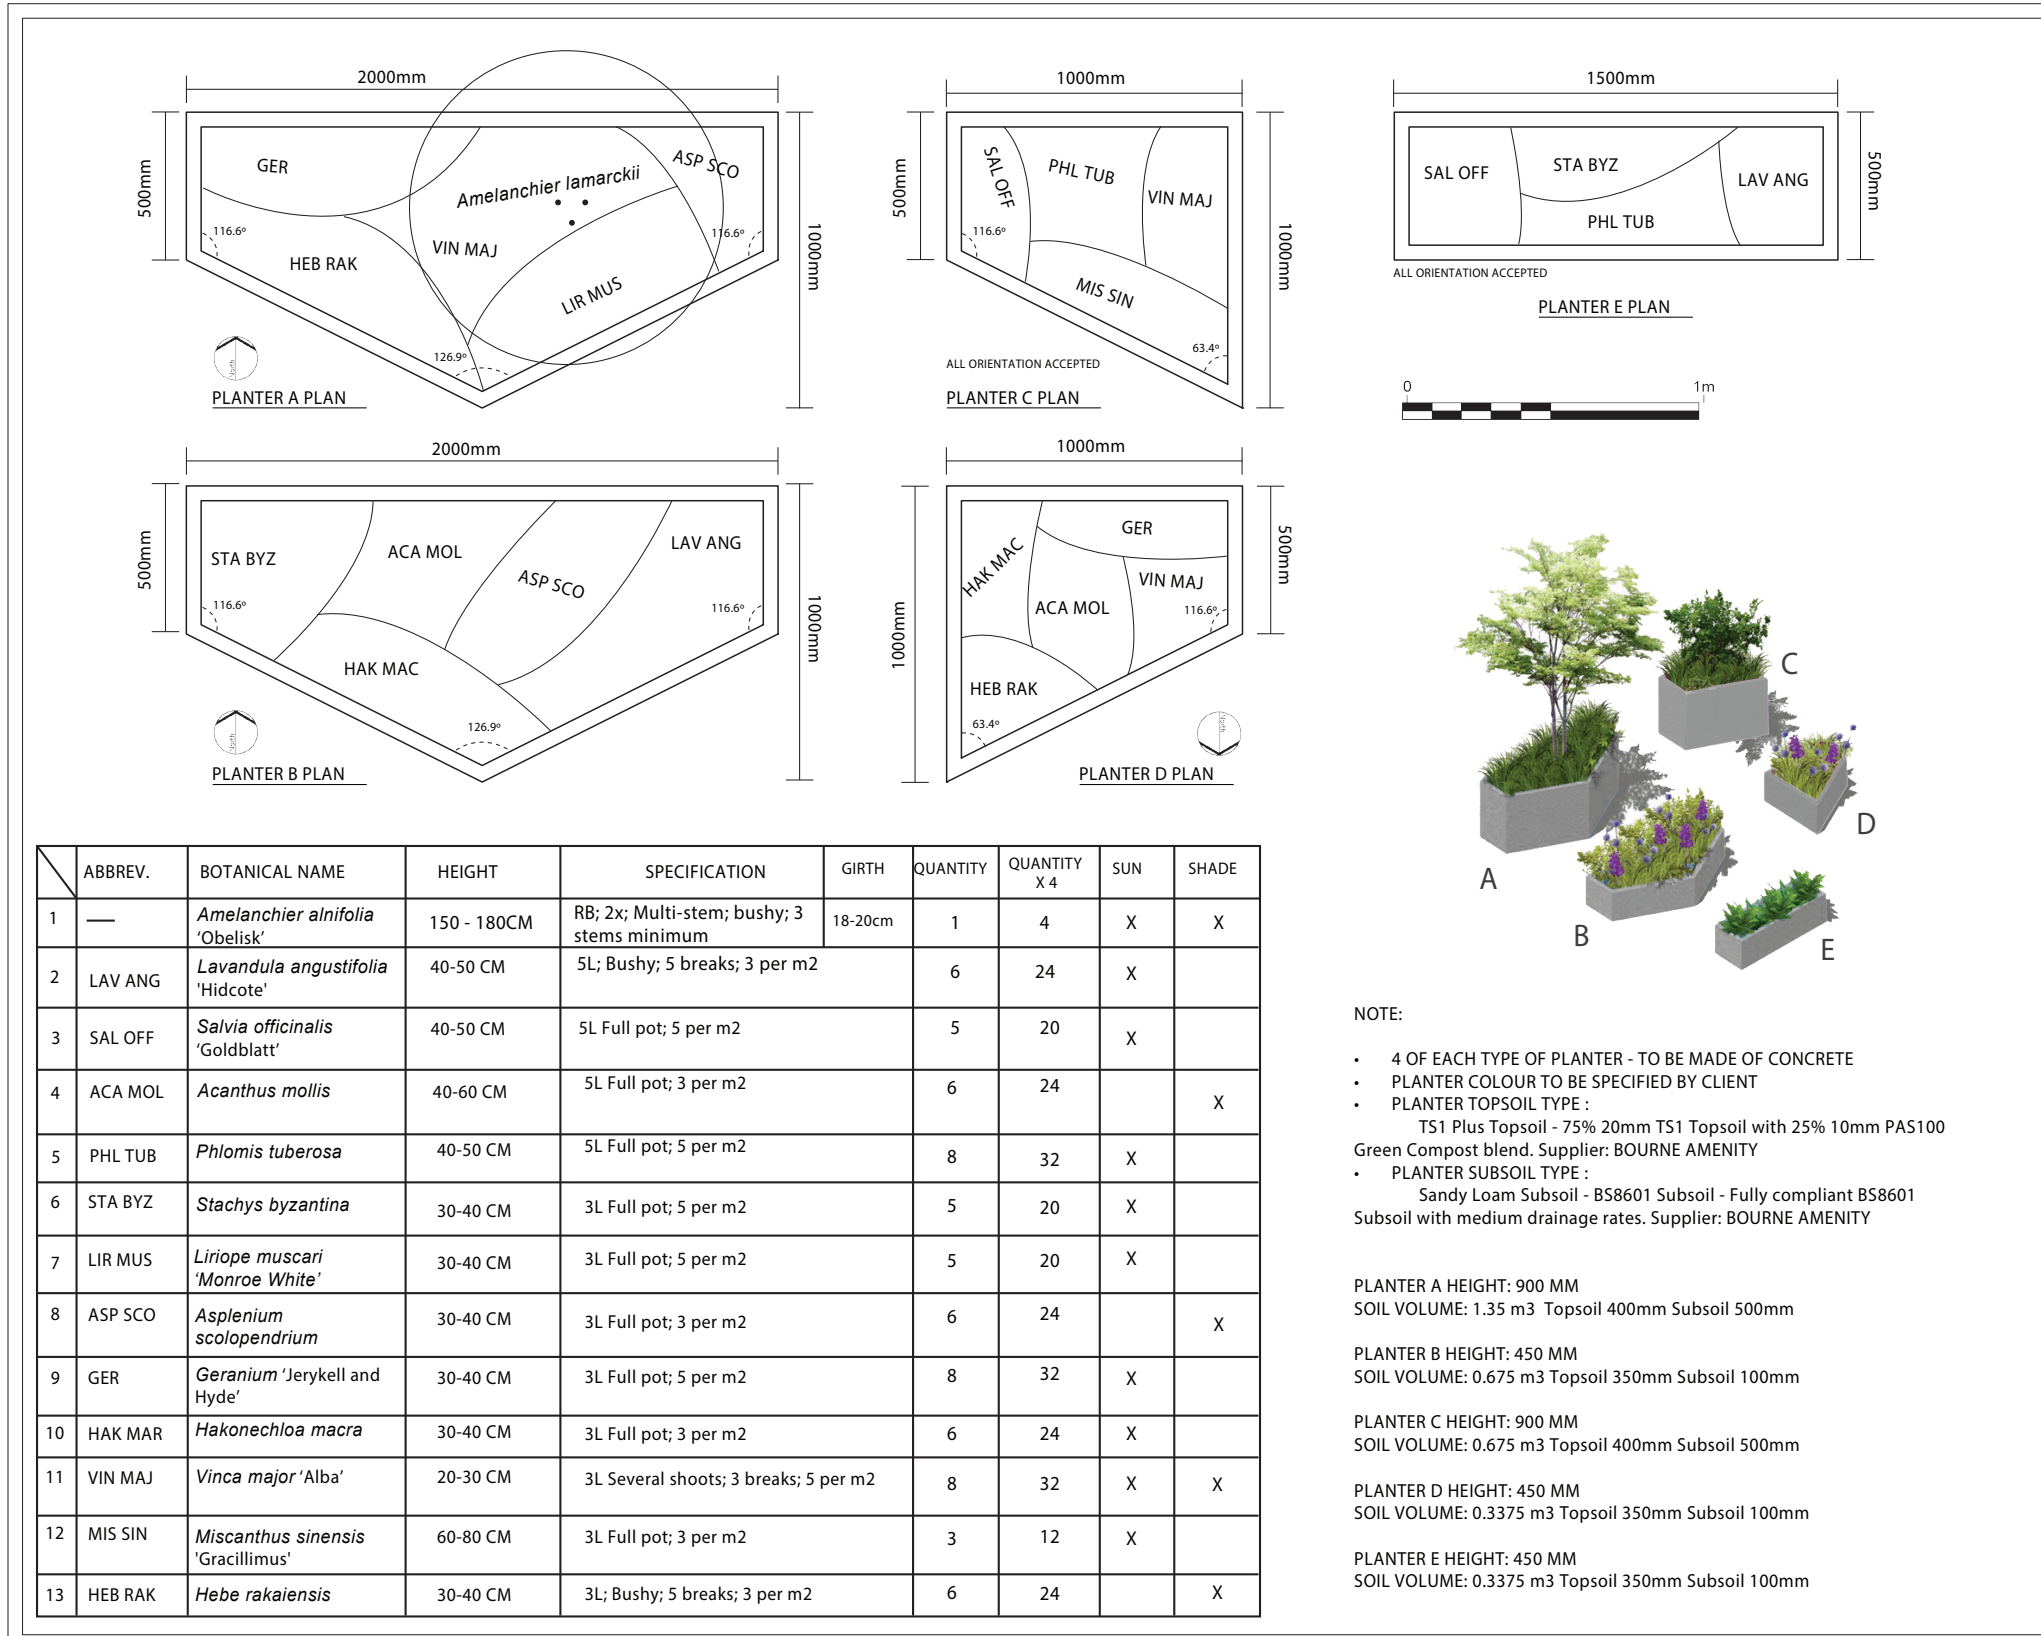 2000mm
500mm
1000mm
GER
Amelanchier lamarckii
ASP SCO
116.6º
116.6º
HEB RAK
VIN MAJ
LIR MUS
126.9º
North
PLANTER A PLAN
1000mm
500mm
1000mm
SAL OFF
PHL TUB
VIN MAJ
116.6º
MIS SIN
63.4º
ALL ORIENTATION ACCEPTED
PLANTER C PLAN
1500mm
500mm
SAL OFF
STA BYZ
LAV ANG
PHL TUB
ALL ORIENTATION ACCEPTED
PLANTER E PLAN
0 1m
2000mm
500mm
1000mm
STA BYZ
ACA MOL
ASP SCO
LAV ANG
116.6º
116.6º
HAK MAC
126.9º
North
PLANTER B PLAN
1000mm
1000mm
500mm
HAK MAC
GER
VIN MAJ
ACA MOL
116.6º
HEB RAK
63.4º
North
PLANTER D PLAN
A
B
C
D
E
ABBREV. BOTANICAL NAME HEIGHT SPECIFICATION GIRTH QUANTITY QUANTITY X 4 SUN SHADE
1 — Amelanchier alnifolia 150 - 180CM RB; 2x; Multi-stem; bushy; 3 18-20cm 1 4 X X
‘Obelisk’ stems minimum
2 LAV ANG Lavandula angustifolia 40-50 CM 5L; Bushy; 5 breaks; 3 per m2 6 24 X
'Hidcote'
3 SAL OFF Salvia officinalis 40-50 CM 5L Full pot; 5 per m2 5 20 X
‘Goldblatt’
4 ACA MOL Acanthus mollis 40-60 CM 5L Full pot; 3 per m2 6 24 X
5 PHL TUB Phlomis tuberosa 40-50 CM 5L Full pot; 5 per m2 8 32 X
6 STA BYZ Stachys byzantina 30-40 CM 3L Full pot; 5 per m2 5 20 X
7 LIR MUS Liriope muscari 30-40 CM 3L Full pot; 5 per m2 5 20 X
‘Monroe White’
8 ASP SCO Asplenium 30-40 CM 3L Full pot; 3 per m2 6 24 X
scolopendrium
9 GER Geranium ‘Jerykell and 30-40 CM 3L Full pot; 5 per m2 8 32 X
Hyde’
10 HAK MAR Hakonechloa macra 30-40 CM 3L Full pot; 3 per m2 6 24 X
11 VIN MAJ Vinca major ‘Alba’ 20-30 CM 3L Several shoots; 3 breaks; 5 per m2 8 32 X X
12 MIS SIN Miscanthus sinensis 60-80 CM 3L Full pot; 3 per m2 3 12 X
'Gracillimus'
13 HEB RAK Hebe rakaiensis 30-40 CM 3L; Bushy; 5 breaks; 3 per m2 6 24 X
NOTE:
• 4 OF EACH TYPE OF PLANTER - TO BE MADE OF CONCRETE
• PLANTER COLOUR TO BE SPECIFIED BY CLIENT
• PLANTER TOPSOIL TYPE :
TS1 Plus Topsoil - 75% 20mm TS1 Topsoil with 25% 10mm PAS100
Green Compost blend. Supplier: BOURNE AMENITY
• PLANTER SUBSOIL TYPE :
Sandy Loam Subsoil - BS8601 Subsoil - Fully compliant BS8601
Subsoil with medium drainage rates. Supplier: BOURNE AMENITY
PLANTER A HEIGHT: 900 MM
SOIL VOLUME: 1.35 m3 Topsoil 400mm Subsoil 500mm
PLANTER B HEIGHT: 450 MM
SOIL VOLUME: 0.675 m3 Topsoil 350mm Subsoil 100mm
PLANTER C HEIGHT: 900 MM
SOIL VOLUME: 0.675 m3 Topsoil 400mm Subsoil 500mm
PLANTER D HEIGHT: 450 MM
SOIL VOLUME: 0.3375 m3 Topsoil 350mm Subsoil 100mm
PLANTER E HEIGHT: 450 MM
SOIL VOLUME: 0.3375 m3 Topsoil 350mm Subsoil 100mm